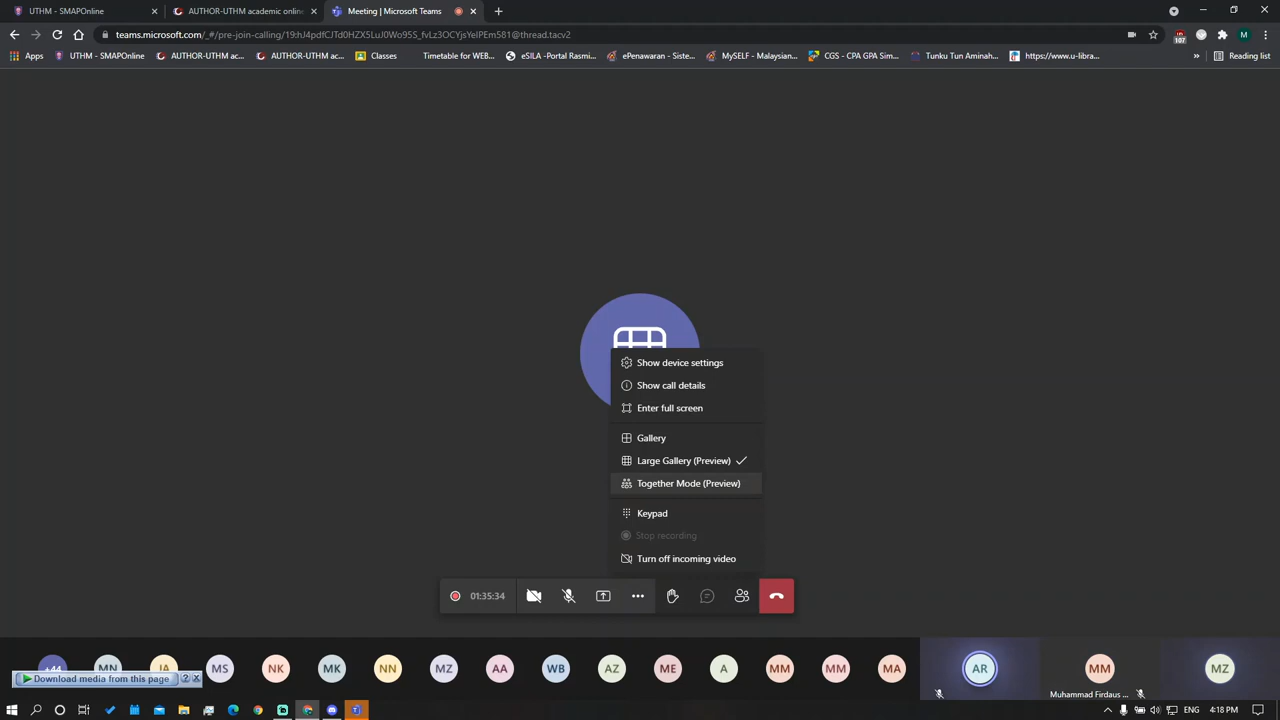 UTHM - SMAPOnline
AUTHOR-UTHM academic online
Meeting | Microsoft Teams
teams.microsoft.com/_#/pre-join-calling/19:hJ4pdfCJTd0HZX5LuJ0Wo95S_fvLz3OCYjsYeIPEm581@thread.tacv2
107
M
Apps
UTHM - SMAPOnline
AUTHOR-UTHM ac...
AUTHOR-UTHM ac...
Classes
Timetable for WEB...
eSILA -Portal Rasmi...
ePenawaran - Siste...
MySELF - Malaysian...
CGS - CPA GPA Sim...
Tunku Tun Aminah...
https://www.u-libra...
»
Reading list
Show device settings
Show call details
Enter full screen
Gallery
Large Gallery (Preview)
Together Mode (Preview)
Keypad
Stop recording
Turn off incoming video
01:35:34
+44
MN
MS
NK
MK
NN
MZ
AA
WB
AZ
ME
A
MM
MM
MA
AR
MM
MZ
Download media from this page
?
Muhammad Firdaus ...
ENG
4:18 PM